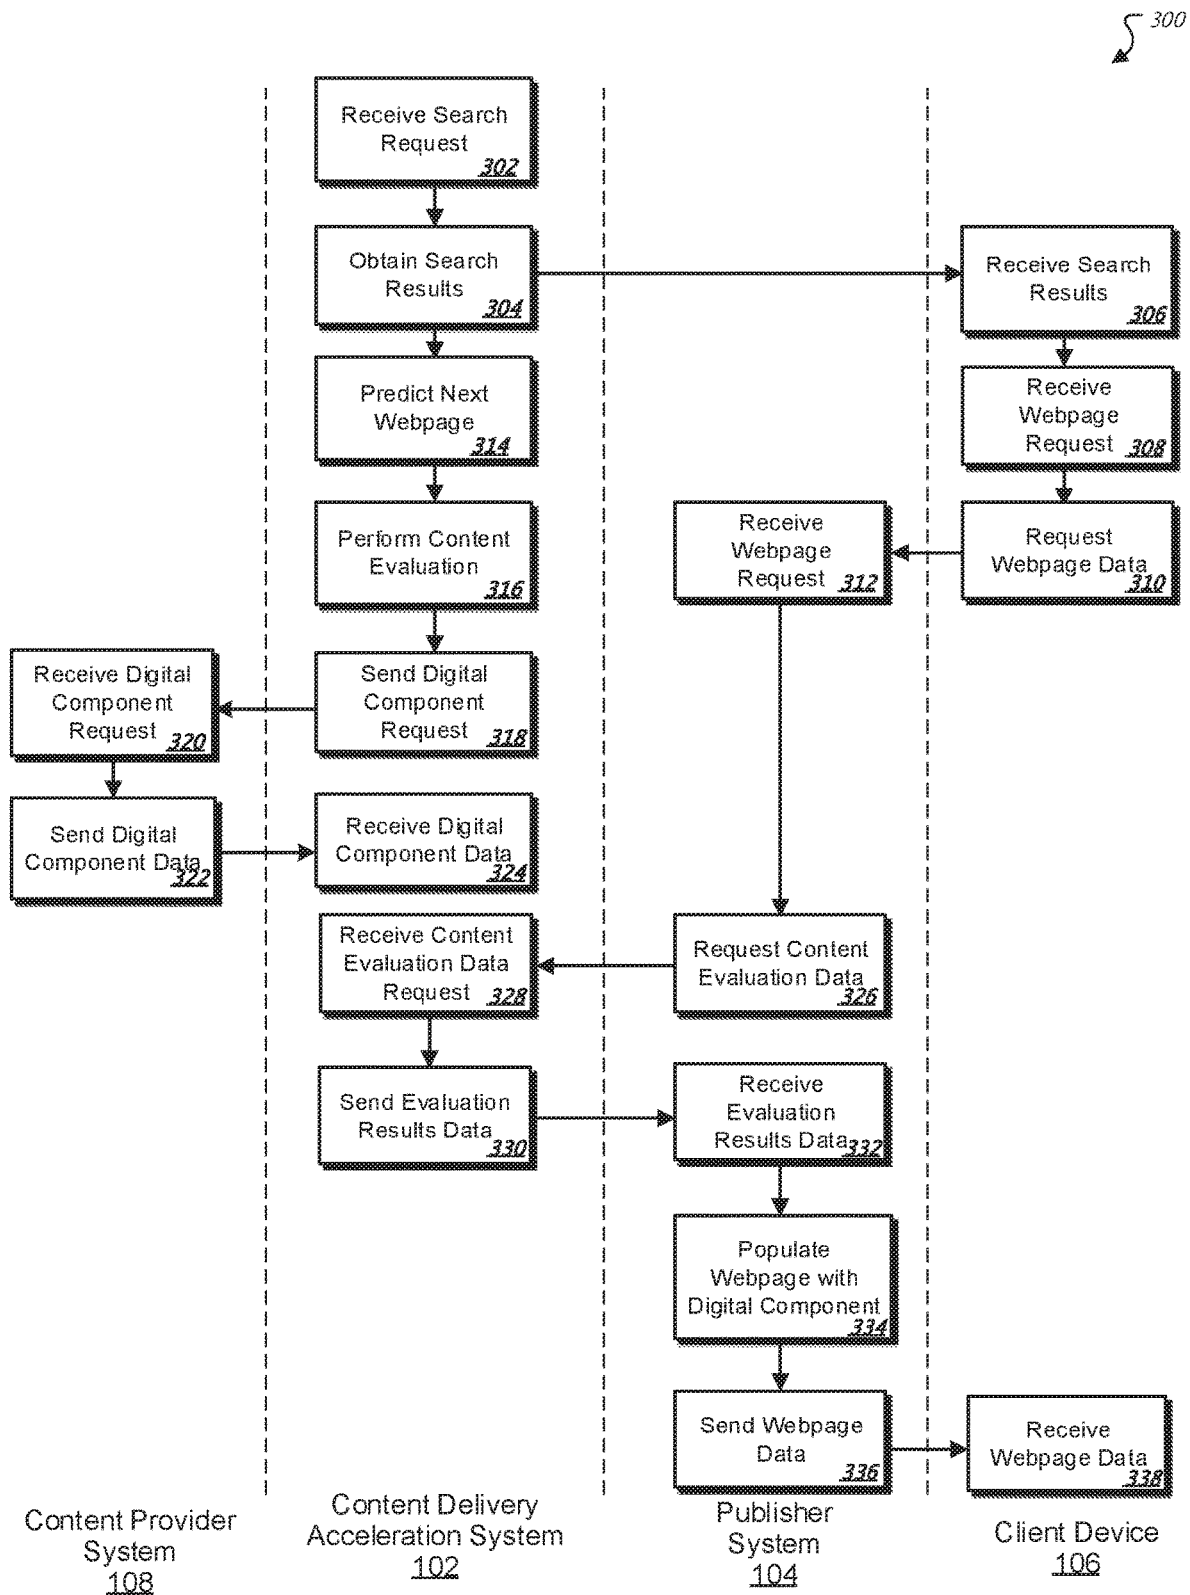 300
Receive Search
Request
302
Obtain Search
Results
304
Receive Search
Results
306
Predict Next
Webpage
314
Receive
Webpage
Request
308
Perform Content
Evaluation
316
Receive
Webpage
Request
312
Request
Webpage Data
310
Receive Digital
Component
Request
320
Send Digital
Component
Request
318
Send Digital
Component Data
322
Receive Digital
Component Data
324
Receive Content
Evaluation Data
Request
328
Request Content
Evaluation Data
326
Send Evaluation
Results Data
330
Receive
Evaluation
Results Data
332
Populate
Webpage with
Digital Component
334
Send Webpage
Data
336
Receive
Webpage Data
338
Content Provider
System
108
Content Delivery
Acceleration System
102
Publisher
System
104
Client Device
106